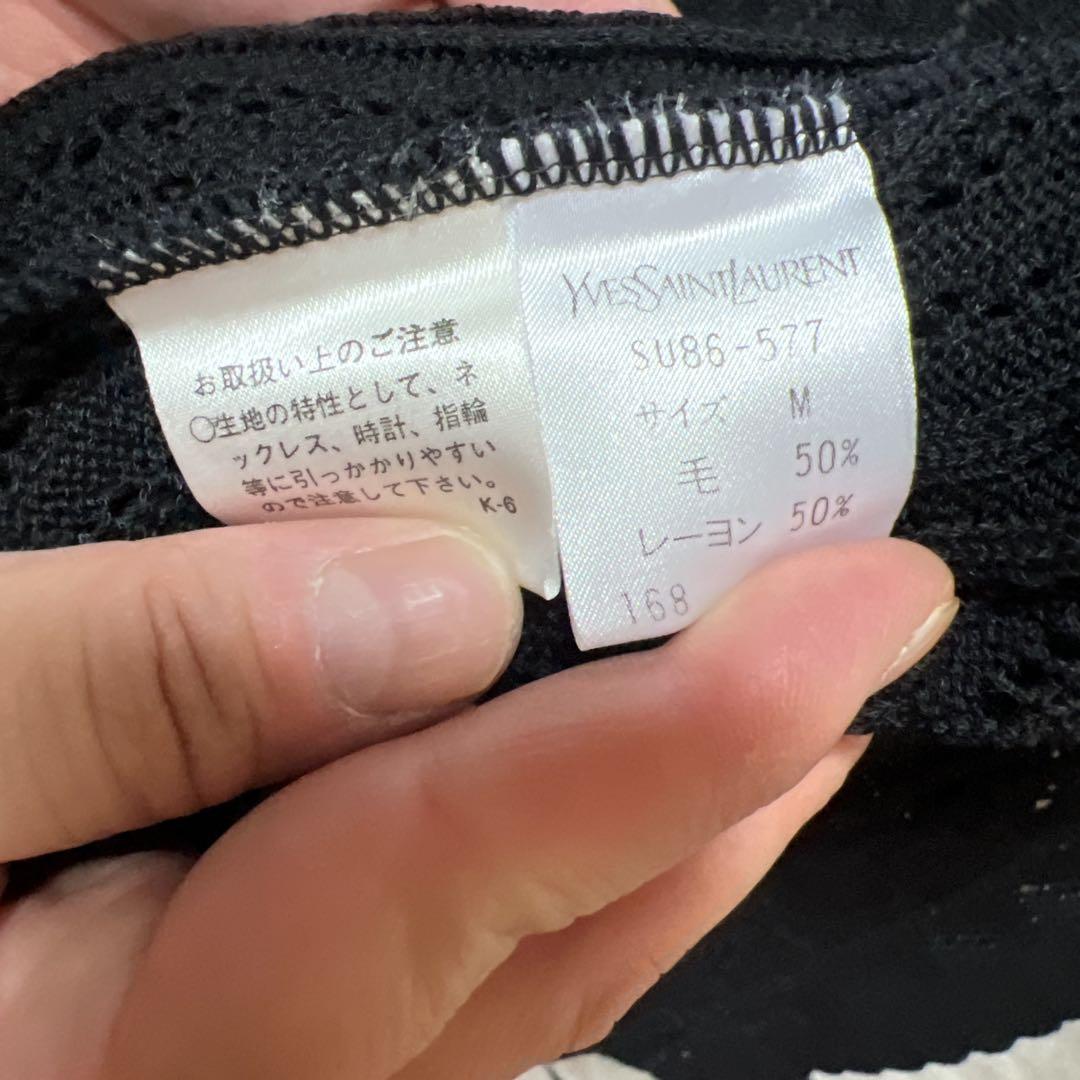 お取扱い上のご注意
○生地の特性として、ネ
ックレス、時計、指輪
等に引っかかりやすい
ので注意して下さい。
K-6
YVESSAINTLAURENT
SU86-577
サイズ M
毛 50%
レーヨン 50%
168